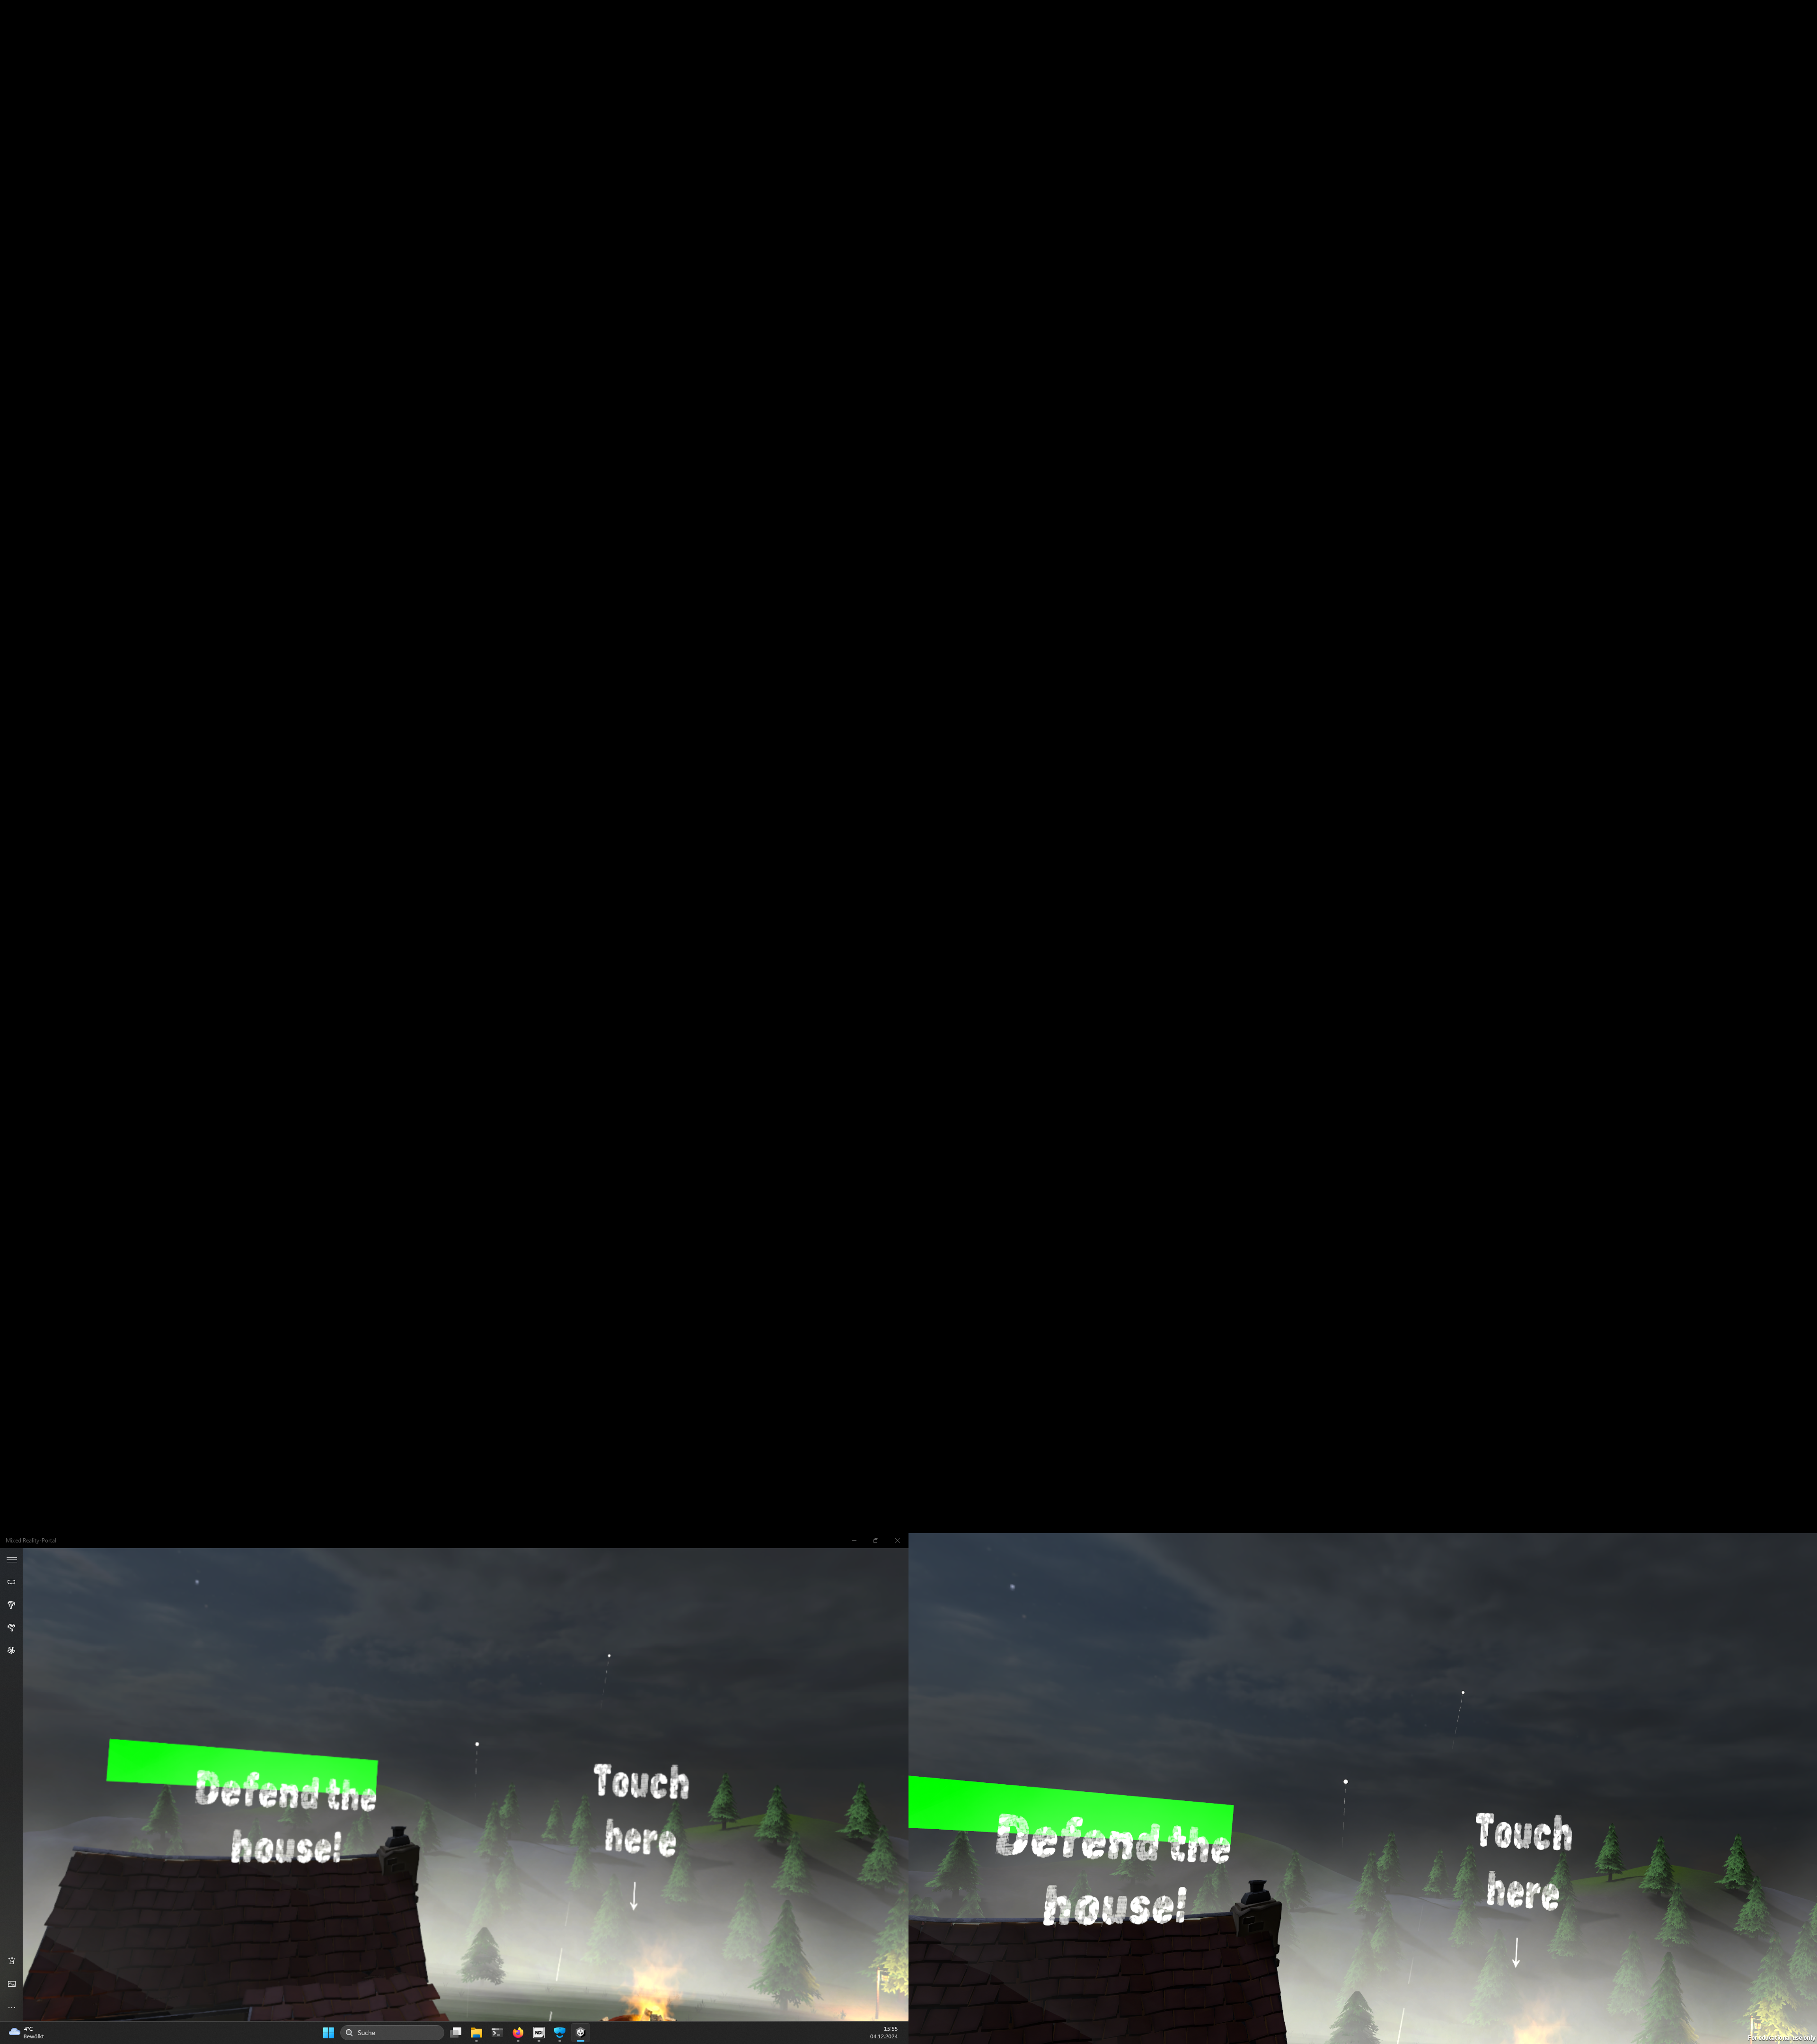 Mixed Reality-Portal
Defend the
house!
Touch
here
Defend the
house!
Touch
here
4°C
Bewölkt
Suche
NDI
15:55
04.12.2024